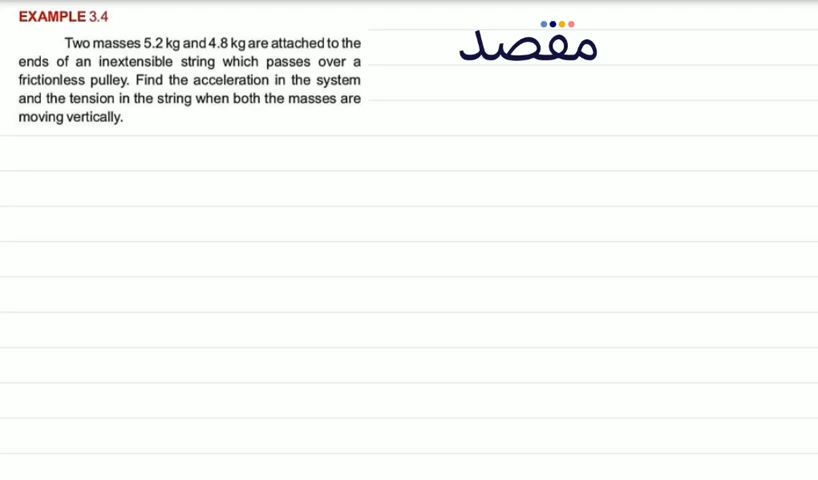 EXAMPLE 3.4
مقصد
Two masses 5.2 kg and 4.8 kg are attached to the
ends of an inextensible string which passes over a
frictionless pulley. Find the acceleration in the system
and the tension in the string when both the masses are
moving vertically.